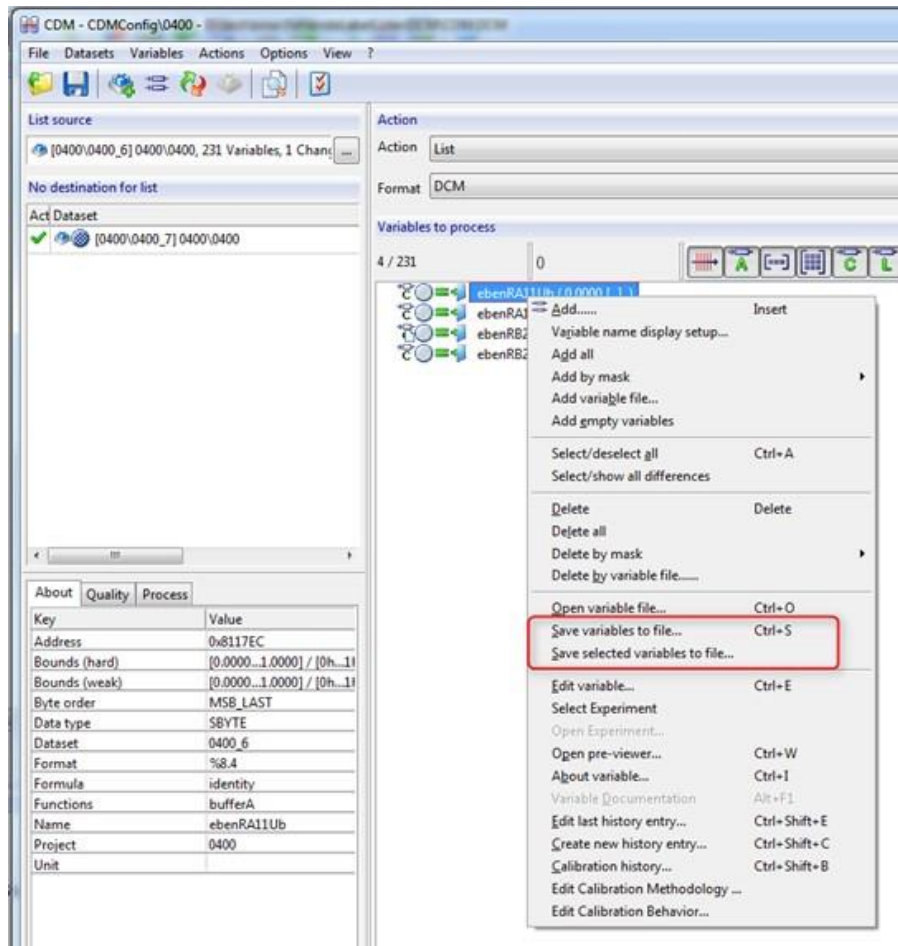 CDM - CDMConfig\0400 -
File Datasets Variables Actions Options View ?
List source
[0400\0400_6] 0400\0400, 231 Variables, 1 Chang ...
No destination for list
Act Dataset
[0400\0400_7] 0400\0400
Action
Action List
Format DCM
Variables to process
4 / 231 0
A C L
ebenRA11Ub ( 0.0000 [ ] )
ebenRA1
ebenRB2
ebenRB2
Add...... Insert
Variable name display setup...
Add all
Add by mask
Add variable file...
Add empty variables
Select/deselect all Ctrl+A
Select/show all differences
Delete Delete
Delete all
Delete by mask
Delete by variable file......
Open variable file... Ctrl+O
Save variables to file... Ctrl+S
Save selected variables to file...
Edit variable... Ctrl+E
Select Experiment
Open Experiment...
Open pre-viewer... Ctrl+W
About variable... Ctrl+I
Variable Documentation Alt+F1
Edit last history entry... Ctrl+Shift+E
Create new history entry... Ctrl+Shift+C
Calibration history... Ctrl+Shift+B
Edit Calibration Methodology ...
Edit Calibration Behavior...
About Quality Process
Key Value
Address 0x8117EC
Bounds (hard) [0.0000...1.0000] / [0h...1h
Bounds (weak) [0.0000...1.0000] / [0h...1h
Byte order MSB_LAST
Data type SBYTE
Dataset 0400_6
Format %8.4
Formula identity
Functions bufferA
Name ebenRA11Ub
Project 0400
Unit